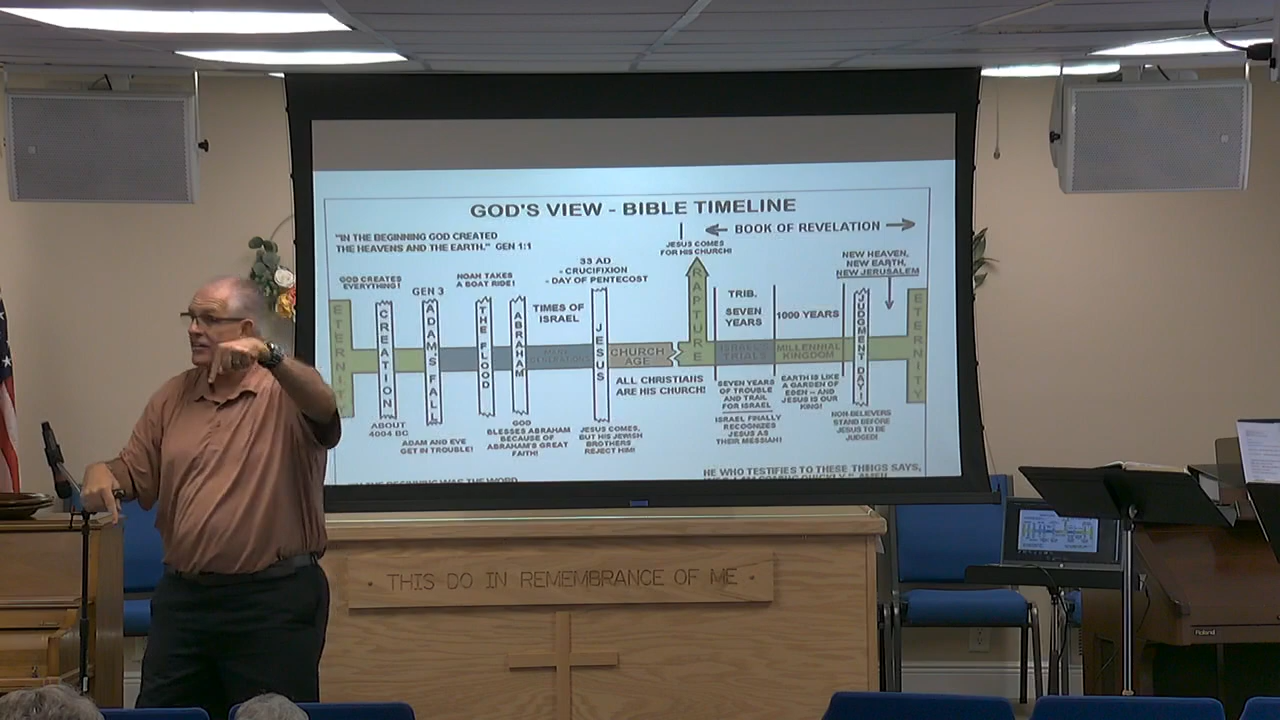 GOD'S VIEW - BIBLE TIMELINE
"IN THE BEGINNING GOD CREATED
THE HEAVENS AND THE EARTH." GEN 1:1
BOOK OF REVELATION
JESUS COMES
FOR HIS CHURCH!
NEW HEAVEN,
NEW EARTH,
NEW JERUSALEM
GOD CREATES
EVERYTHING!
GEN 3
NOAH TAKES
A BOAT RIDE!
33 AD
- CRUCIFIXION
- DAY OF PENTECOST
TIMES OF
ISRAEL
TRIB.
SEVEN
YEARS
1000 YEARS
ETERNITY
CREATION
ADAM'S FALL
THE FLOOD
ABRAHAM
JESUS
CHURCH
AGE
RAPTURE
TRIALS
MILLENNIAL
KINGDOM
JUDGMENT DAY!
ETERNITY
ABOUT
4004 BC
ADAM AND EVE
GET IN TROUBLE!
GOD
BLESSES ABRAHAM
BECAUSE OF
ABRAHAM'S GREAT
FAITH!
JESUS COMES,
BUT HIS JEWISH
BROTHERS
REJECT HIM!
ALL CHRISTIANS
ARE HIS CHURCH!
SEVEN YEARS
OF TROUBLE
AND TRAIL
FOR ISRAEL
ISRAEL FINALLY
RECOGNIZES
JESUS AS
THEIR MESSIAH!
EARTH IS LIKE
A GARDEN OF
EDEN -- AND
JESUS IS OUR
KING!
NON-BELIEVERS
STAND BEFORE
JESUS TO BE
JUDGED!
HE WHO TESTIFIES TO THESE THIGS SAYS,
THIS DO IN REMEMBRANCE OF ME
Roland